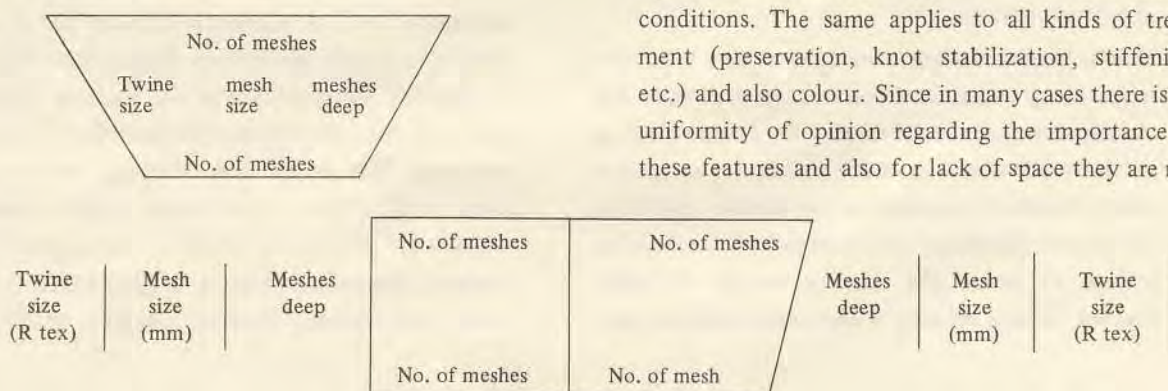 No. of meshes
Twine mesh meshes
size size deep
No. of meshes
conditions. The same applies to all kinds of tre
ment (preservation, knot stabilization, stiffeni
etc.) and also colour. Since in many cases there is
uniformity of opinion regarding the importance
these features and also for lack of space they are
No. of meshes No. of meshes
Twine Mesh Meshes
size size deep
(R tex) (mm)
Meshes Mesh Twine
deep size size
(mm) (R tex)
No. of meshes No. of mesh